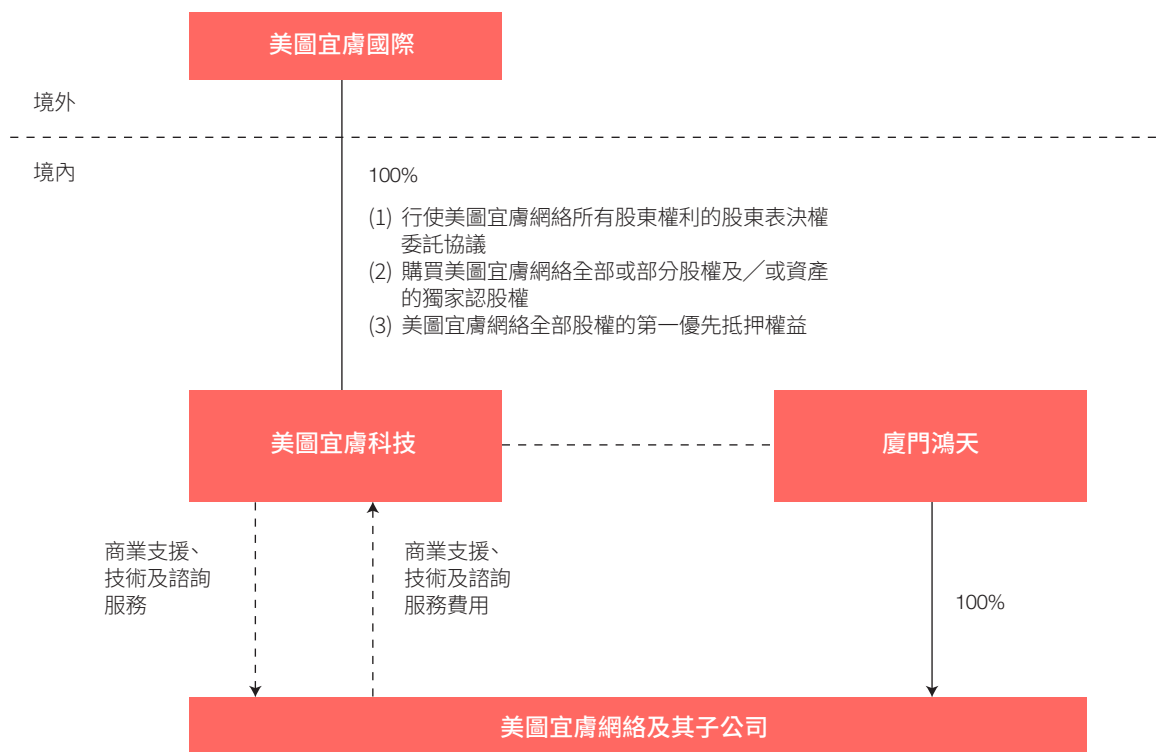 美圖宜膚國際
境外
境內
100%
(1) 行使美圖宜膚網絡所有股東權利的股東表決權
委託協議
(2) 購買美圖宜膚網絡全部或部分股權及╱或資產
的獨家認股權
(3) 美圖宜膚網絡全部股權的第一優先抵押權益
美圖宜膚科技
廈門鴻天
商業支援、
技術及諮詢
服務
商業支援、
技術及諮詢
服務費用
100%
美圖宜膚網絡及其子公司